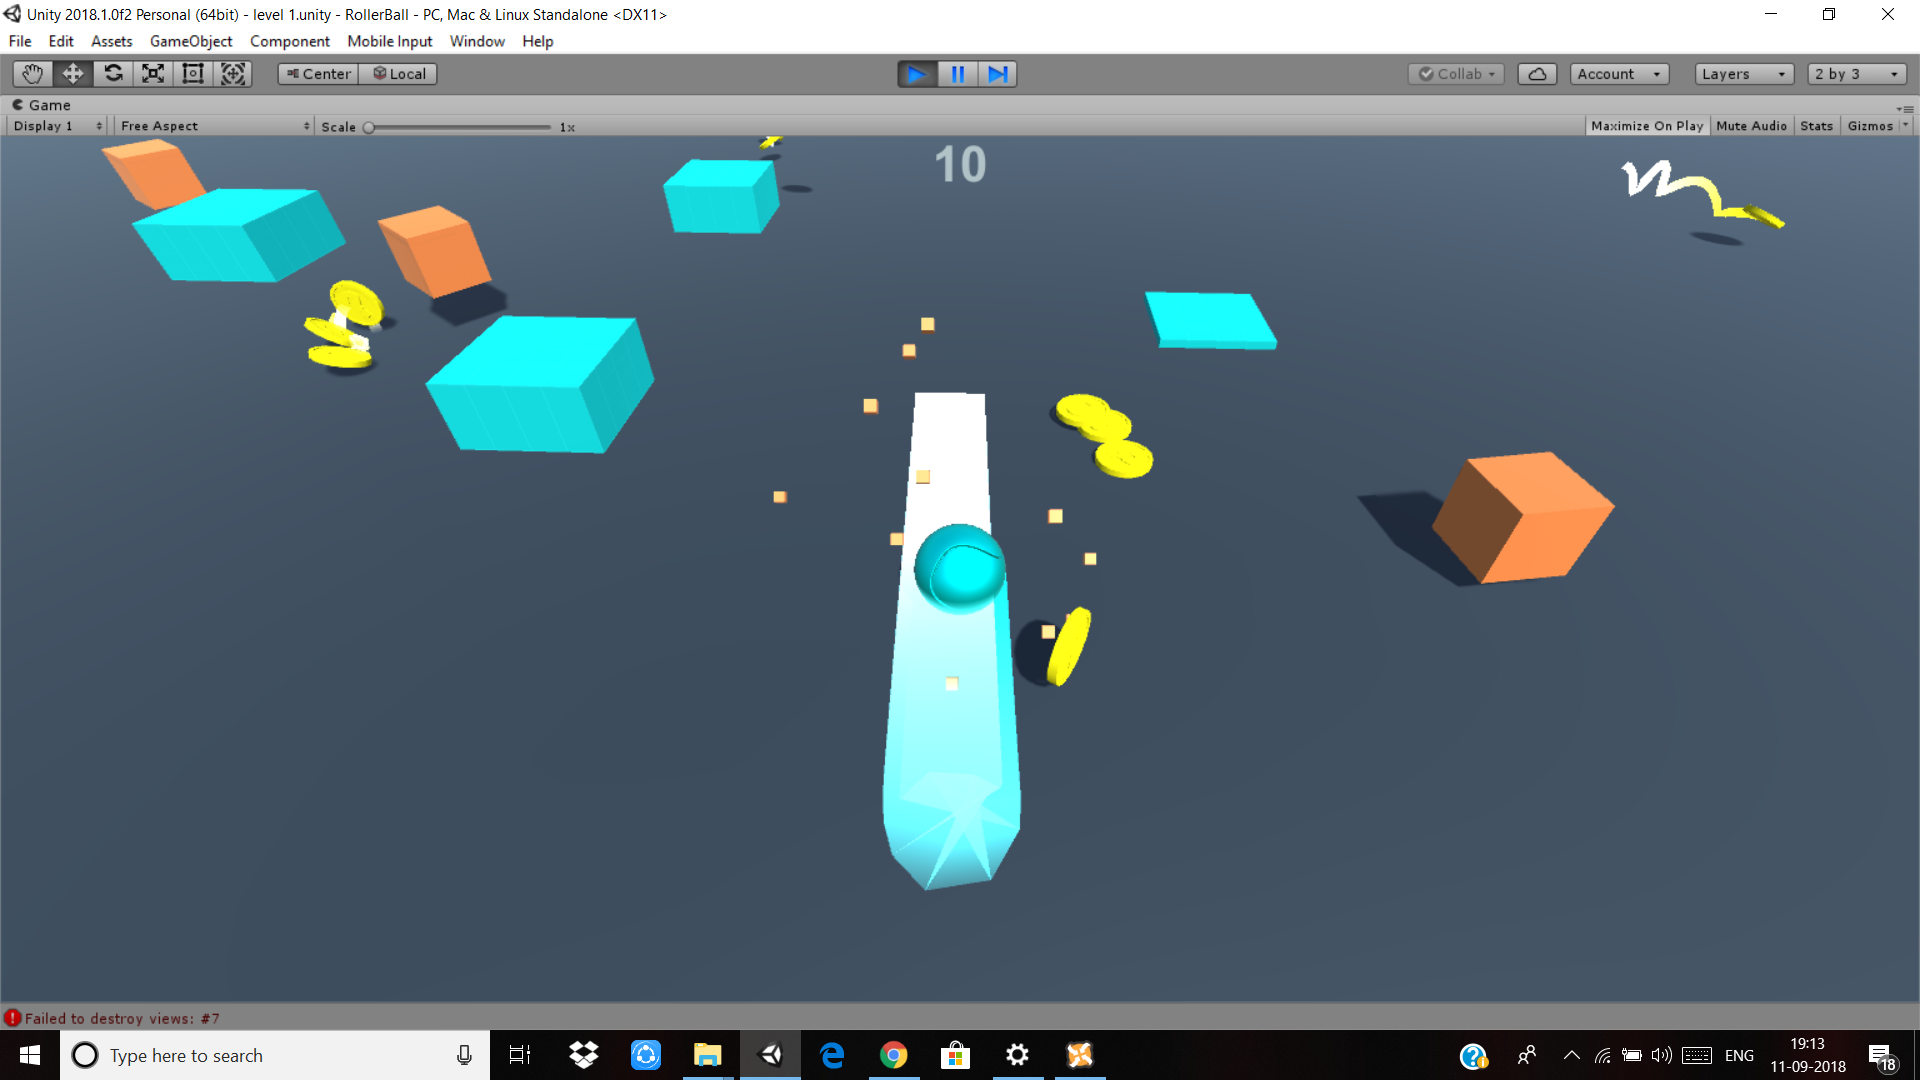 Unity 2018.1.0f2 Personal (64bit) - level 1.unity - RollerBall - PC, Mac & Linux Standalone <DX11>
File Edit Assets GameObject Component Mobile Input Window Help
Center Local Collab Account Layers 2 by 3
Game
Display 1 Free Aspect Scale 1x Maximize On Play Mute Audio Stats Gizmos
10
Failed to destroy views: #7
Type here to search
ENG
19:13
11-09-2018
18